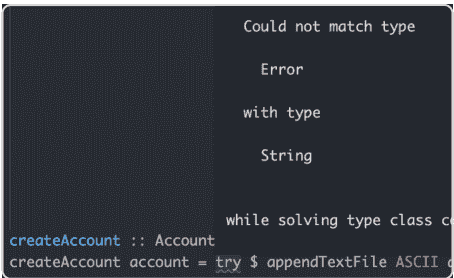 Could not match type
Error
with type
String
while solving type class
createAccount :: Account
createAccount account = try $ appendTextFile ASCII